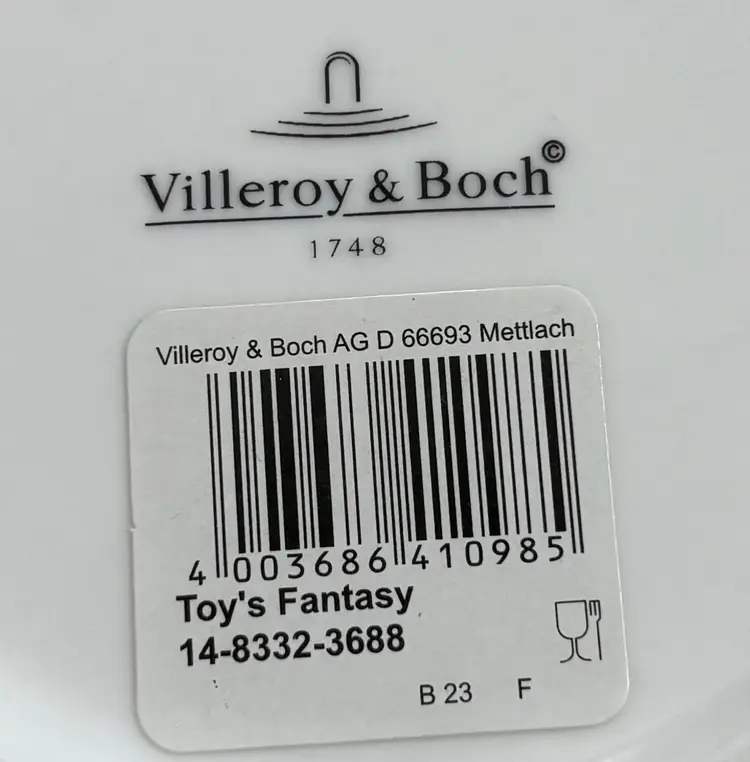 Villeroy & Boch©
1748
Villeroy & Boch AG D 66693 Mettlach
4 003686 410985
Toy's Fantasy
14-8332-3688
B 23 F